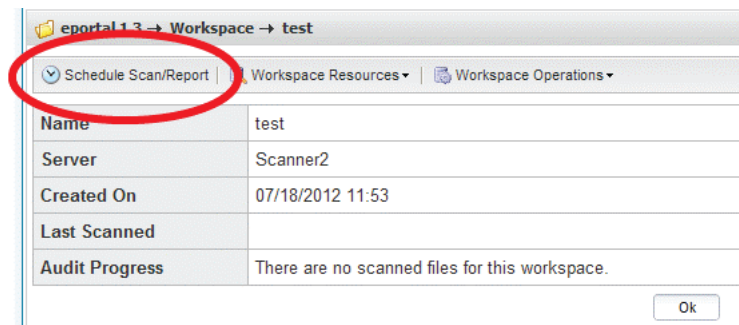 eportal 1.3 → Workspace → test
Schedule Scan/Report | Workspace Resources ▾ | Workspace Operations ▾
Name test
Server Scanner2
Created On 07/18/2012 11:53
Last Scanned
Audit Progress There are no scanned files for this workspace.
Ok